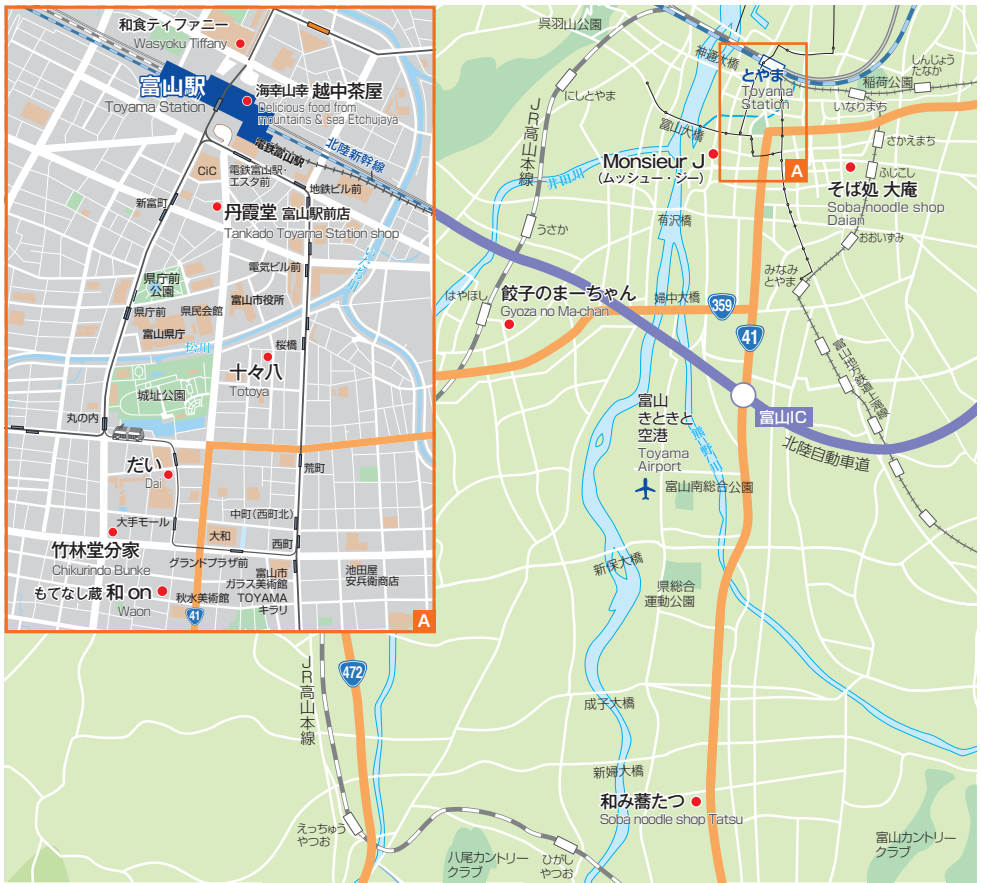 和食ティファニー
Wasyoku Tiffany
富山駅
Toyama Station
海幸山幸 越中茶屋
Delicious food from
mountains & sea Etchujaya
電鉄富山駅
北陸新幹線
CiC
電鉄富山駅・
エスタ前
地鉄ビル前
新富町
丹霞堂 富山駅前店
Tankado Toyama Station shop
いたち川
電気ビル前
県庁前
公園
富山市役所
県庁前
県民会館
富山県庁
松川
桜橋
十々八
Totoya
城址公園
丸の内
だい
Dai
荒町
大手モール
中町(西町北)
大和
西町
竹林堂分家
Chikurindo Bunke
グランドプラザ前
富山市
ガラス美術館
TOYAMA
キラリ
池田屋
安兵衛商店
もてなし蔵 和 on
Waon
秋水美術館
41
A
呉羽山公園
神通大橋
とやま
Toyama
Station
しんじょう
たなか
稲荷公園
いなりまち
にしとやま
JR高山本線
富山大橋
さかえまち
Monsieur J
(ムッシュー・ジー)
A
ふじこし
そば処 大庵
Soba noodle shop
Daian
井田川
有沢橋
うさか
おおいずみ
みなみ
とやま
はやほし
餃子のまーちゃん
Gyoza no Ma-chan
婦中大橋
359
41
富山地方鉄道上滝線
富山IC
北陸自動車道
富山
きときと
空港
Toyama
Airport
熊野川
富山南総合公園
新保大橋
県総合
運動公園
JR高山本線
472
成子大橋
新婦大橋
和み蕎たつ
Soba noodle shop Tatsu
えっちゅう
やつお
八尾カントリー
クラブ
ひがし
やつお
富山カントリー
クラブ